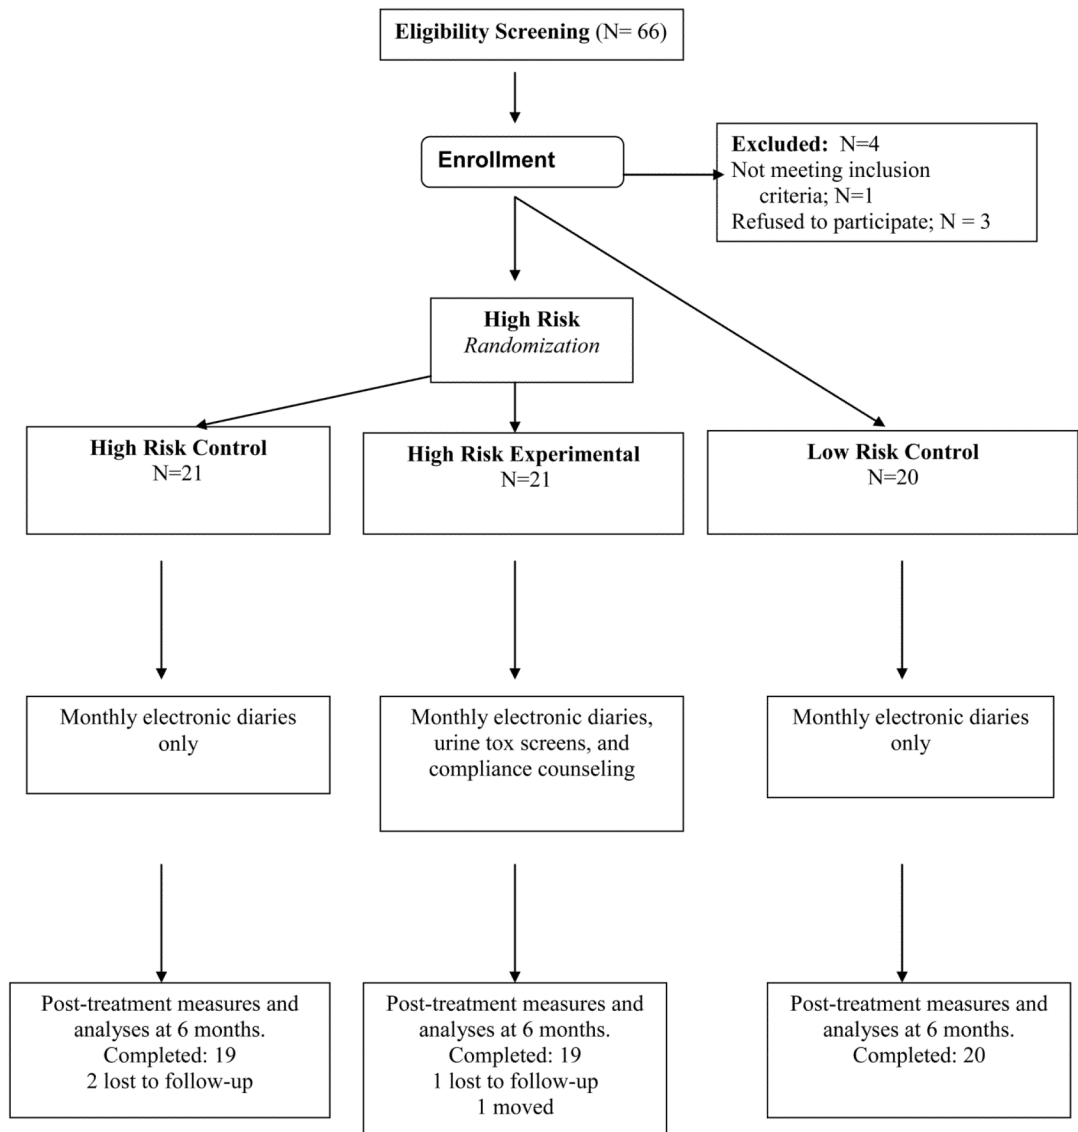 Eligibility Screening (N= 66)
Enrollment
Excluded: N=4
Not meeting inclusion
criteria; N=1
Refused to participate; N = 3
High Risk
Randomization
High Risk Control
N=21
High Risk Experimental
N=21
Low Risk Control
N=20
Monthly electronic diaries
only
Monthly electronic diaries,
urine tox screens, and
compliance counseling
Monthly electronic diaries
only
Post-treatment measures and
analyses at 6 months.
Completed: 19
2 lost to follow-up
Post-treatment measures and
analyses at 6 months.
Completed: 19
1 lost to follow-up
1 moved
Post-treatment measures and
analyses at 6 months.
Completed: 20